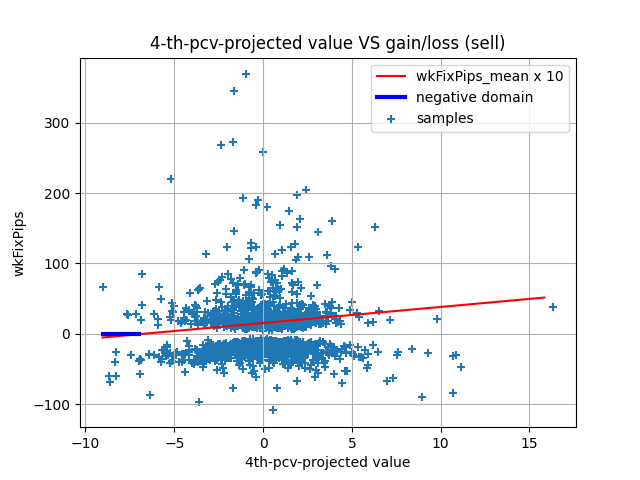 4-th-pcv-projected value VS gain/loss (sell)
wkFixPips_mean x 10
negative domain
samples
wkFixPips
300
200
100
0
−100
−10
−5
0
5
10
15
4th-pcv-projected value